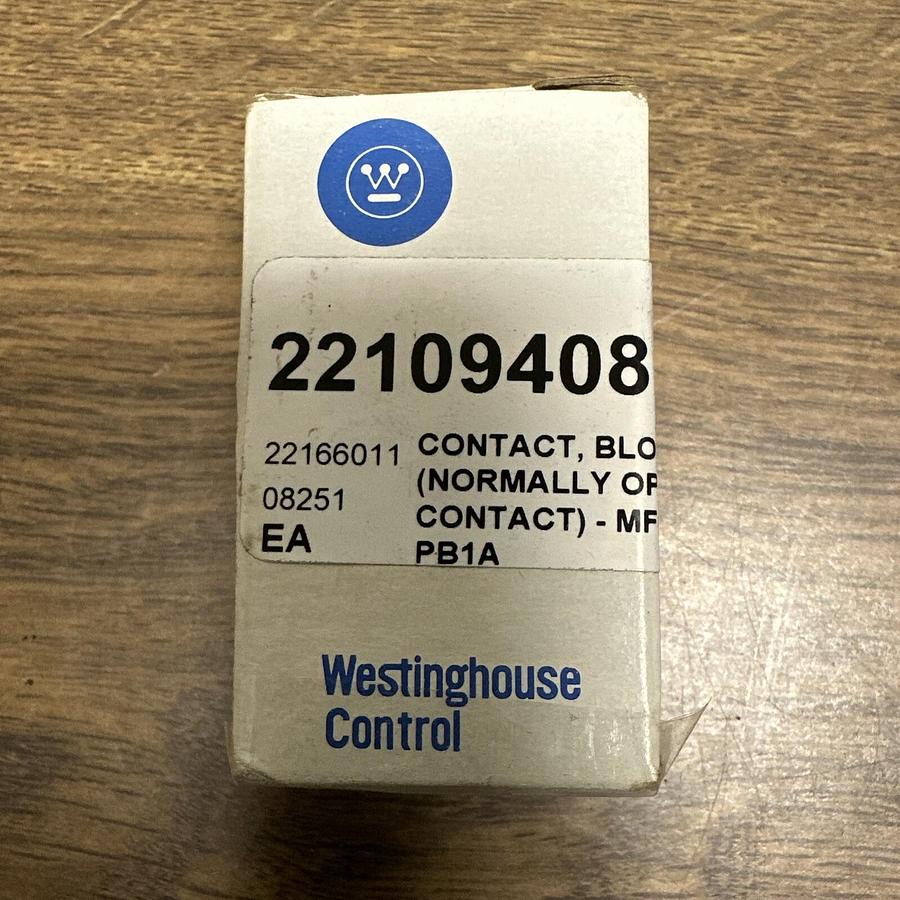 W
22109408
22166011 CONTACT, BLO
08251 (NORMALLY OP
CONTACT) - MF
EA PB1A
Westinghouse
Control